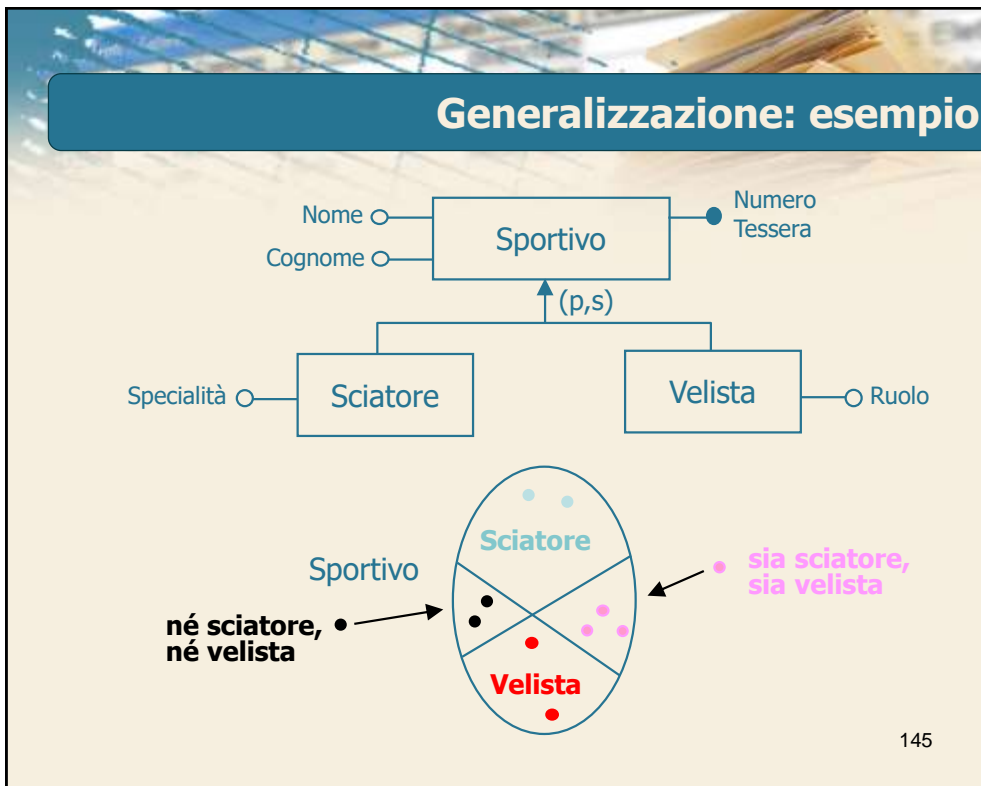 Generalizzazione: esempio
Nome
Cognome
Sportivo
Numero
Tessera
(p,s)
Specialità
Sciatore
Velista
Ruolo
Sciatore
Sportivo
sia sciatore,
sia velista
né sciatore,
né velista
Velista
145